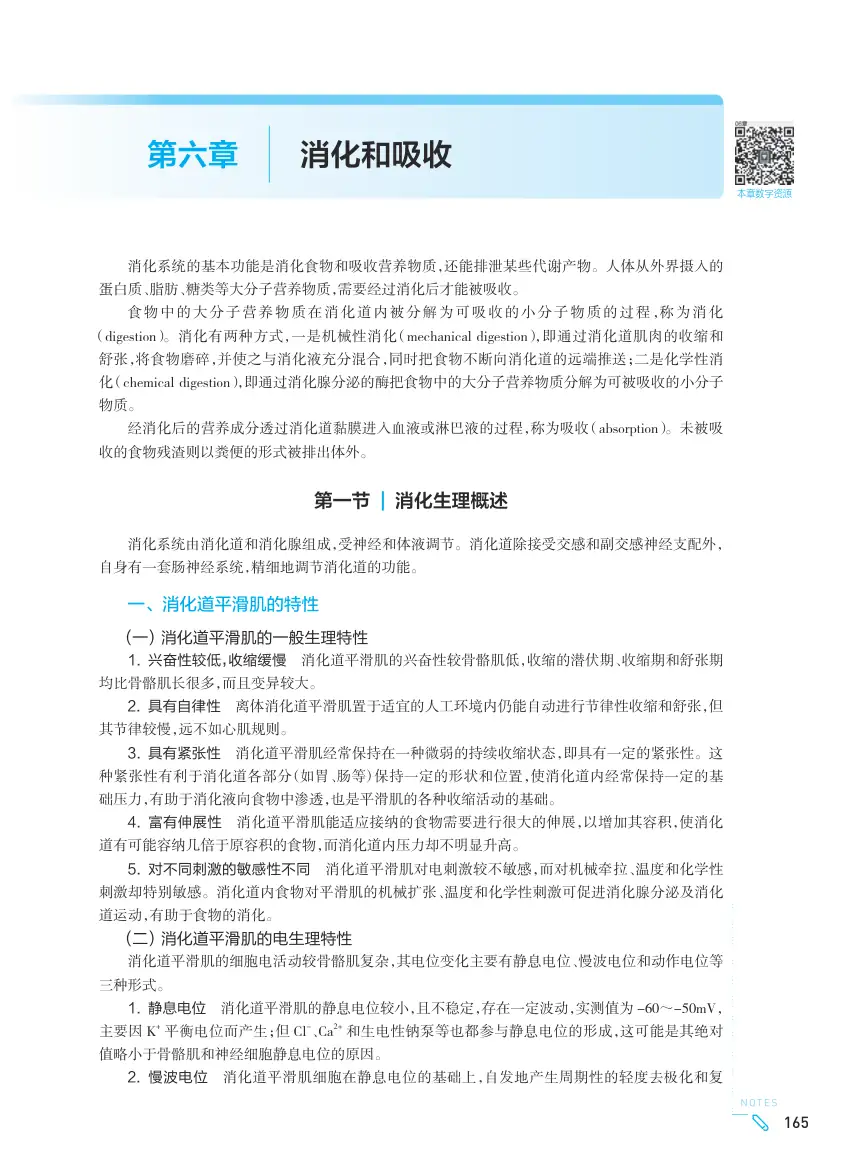 第六章 消化和吸收
本章数字资源
消化系统的基本功能是消化食物和吸收营养物质,还能排泄某些代谢产物。人体从外界摄入的
蛋白质、脂肪、糖类等大分子营养物质,需要经过消化后才能被吸收。
食物中的大分子营养物质在消化道内被分解为可吸收的小分子物质的过程,称为消化
(digestion)。消化有两种方式,一是机械性消化(mechanical digestion),即通过消化道肌肉的收缩和
舒张,将食物磨碎,并使之与消化液充分混合,同时把食物不断向消化道的远端推送;二是化学性消
化(chemical digestion),即通过消化腺分泌的酶把食物中的大分子营养物质分解为可被吸收的小分子
物质。
经消化后的营养成分透过消化道黏膜进入血液或淋巴液的过程,称为吸收(absorption)。未被吸
收的食物残渣则以粪便的形式被排出体外。
第一节 | 消化生理概述
消化系统由消化道和消化腺组成,受神经和体液调节。消化道除接受交感和副交感神经支配外,
自身有一套肠神经系统,精细地调节消化道的功能。
一、消化道平滑肌的特性
(一)消化道平滑肌的一般生理特性
1. 兴奋性较低,收缩缓慢 消化道平滑肌的兴奋性较骨骼肌低,收缩的潜伏期、收缩期和舒张期
均比骨骼肌长很多,而且变异较大。
2. 具有自律性 离体消化道平滑肌置于适宜的人工环境内仍能自动进行节律性收缩和舒张,但
其节律较慢,远不如心肌规则。
3. 具有紧张性 消化道平滑肌经常保持在一种微弱的持续收缩状态,即具有一定的紧张性。这
种紧张性有利于消化道各部分(如胃、肠等)保持一定的形状和位置,使消化道内经常保持一定的基
础压力,有助于消化液向食物中渗透,也是平滑肌的各种收缩活动的基础。
4. 富有伸展性 消化道平滑肌能适应接纳的食物需要进行很大的伸展,以增加其容积,使消化
道有可能容纳几倍于原容积的食物,而消化道内压力却不明显升高。
5. 对不同刺激的敏感性不同 消化道平滑肌对电刺激较不敏感,而对机械牵拉、温度和化学性
刺激却特别敏感。消化道内食物对平滑肌的机械扩张、温度和化学性刺激可促进消化腺分泌及消化
道运动,有助于食物的消化。
(二)消化道平滑肌的电生理特性
消化道平滑肌的细胞电活动较骨骼肌复杂,其电位变化主要有静息电位、慢波电位和动作电位等
三种形式。
1. 静息电位 消化道平滑肌的静息电位较小,且不稳定,存在一定波动,实测值为 –60～–50mV,
主要因 K⁺ 平衡电位而产生;但 Cl⁻、Ca²⁺ 和生电性钠泵等也都参与静息电位的形成,这可能是其绝对
值略小于骨骼肌和神经细胞静息电位的原因。
2. 慢波电位 消化道平滑肌细胞在静息电位的基础上,自发地产生周期性的轻度去极化和复
NOTES
165